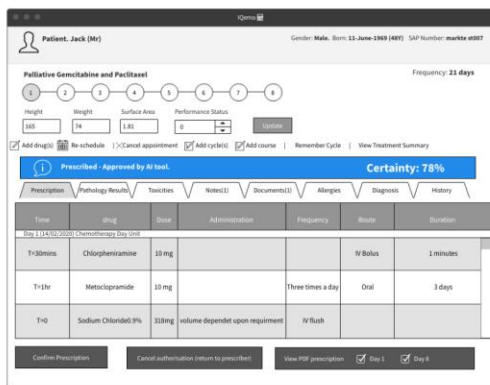 IQemo
Patient. Jack (Mr)
Gender: Male. Born: 11-June-1969 (48Y) SAP Number: markte st007
Palliative Gemcitabine and Paclitaxel
Frequency: 21 days
1 2 3 4 5 6 7 8
Height Weight Surface Area Performance Status
165 74 1.81 0 Update
Add drug(s) Re-schedule Cancel appointment Add cycle(s) Add course | Remember Cycle | View Treatment Summary
Prescribed - Approved by AI tool. Certainty: 78%
Prescription Pathology Results Toxicities Notes(1) Documents(1) Allergies Diagnosis History
Time drug Dose Administration Frequency Route Duration
Day 1 (14/02/2020) Chemotherapy Day Unit
T=30mins Chlorpheniramine 10 mg IV Bolus 1 minutes
T=1hr Metoclopramide 10 mg Three times a day Oral 3 days
T=0 Sodium Chloride0.9% 318mg volume dependet upon requirment IV flush
Confirm Prescription Cancel authorisation (return to prescriber) View PDF prescription Day 1 Day 8